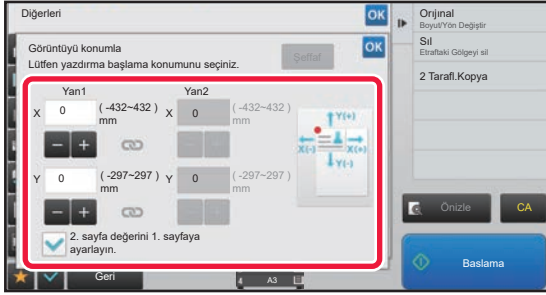 Diğerleri
OK
Görüntüyü konumla
Lütfen yazdırma başlama konumunu seçiniz.
Şeffaf
OK
Yan1
Yan2
X
0
(-432~432)
mm
X
0
(-432~432)
mm
Y
0
(-297~297)
mm
Y
0
(-297~297)
mm
Y(+)
X(-)
X(+)
Y(-)
2. sayfa değerini 1. sayfaya
ayarlayın.
Geri
A3
Orijinal
Boyut/Yön Değiştir
Sil
Etraftaki Gölgeyi sil
2 Tarafl.Kopya
Önizle
CA
Baslama